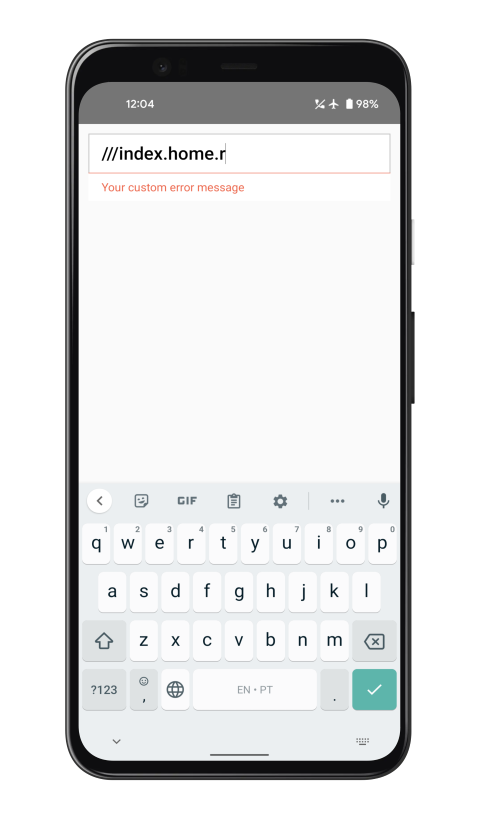 12:04 98%
///index.home.r
Your custom error message
GIF
1 2 3 4 5 6 7 8 9 0
q w e r t y u i o p
a s d f g h j k l
z x c v b n m
?123 , EN • PT .